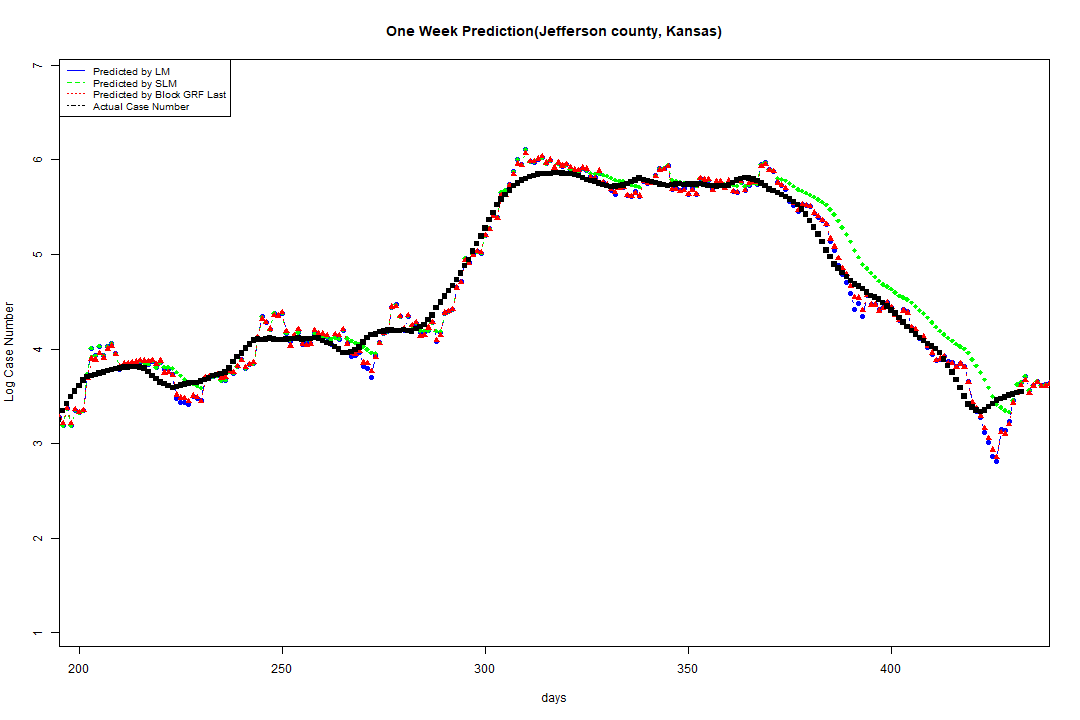 One Week Prediction(Jefferson county, Kansas)
Predicted by LM
Predicted by SLM
Predicted by Block GRF Last
Actual Case Number
7
6
5
4
3
2
1
Log Case Number
200 250 300 350 400
days